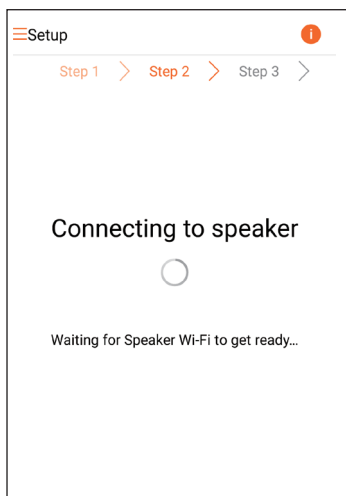 Setup
i
Step 1 Step 2 Step 3
Connecting to speaker
Waiting for Speaker Wi-Fi to get ready...